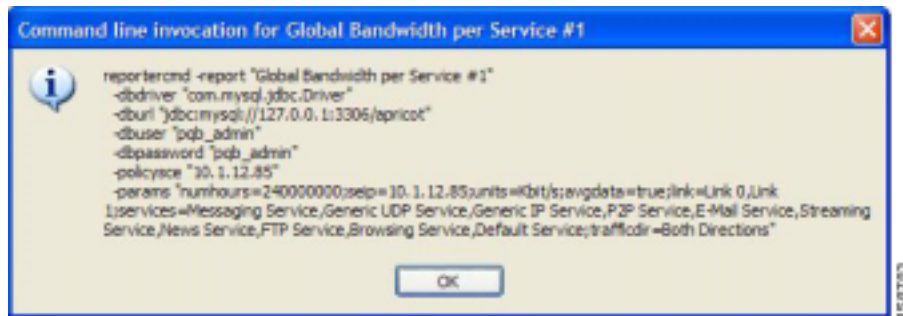 Command line invocation for Global Bandwidth per Service #1
reportercmd -report "Global Bandwidth per Service #1"
-dbdriver "com.mysql.jdbc.Driver"
-dburl "jdbc:mysql://127.0.0.1:3306/apricot"
-dbuser "pqb_admin"
-dbpassword "pqb_admin"
-policysce "10.1.12.85"
-params "numhours=240000000;seip=10.1.12.85;units=Kbit/s;avgdata=true;link=Link 0,Link
1;services=Messaging Service,Generic UDP Service,Generic IP Service,P2P Service,E-Mail Service,Streaming
Service,News Service,FTP Service,Browsing Service,Default Service;trafficdir=Both Directions"
OK